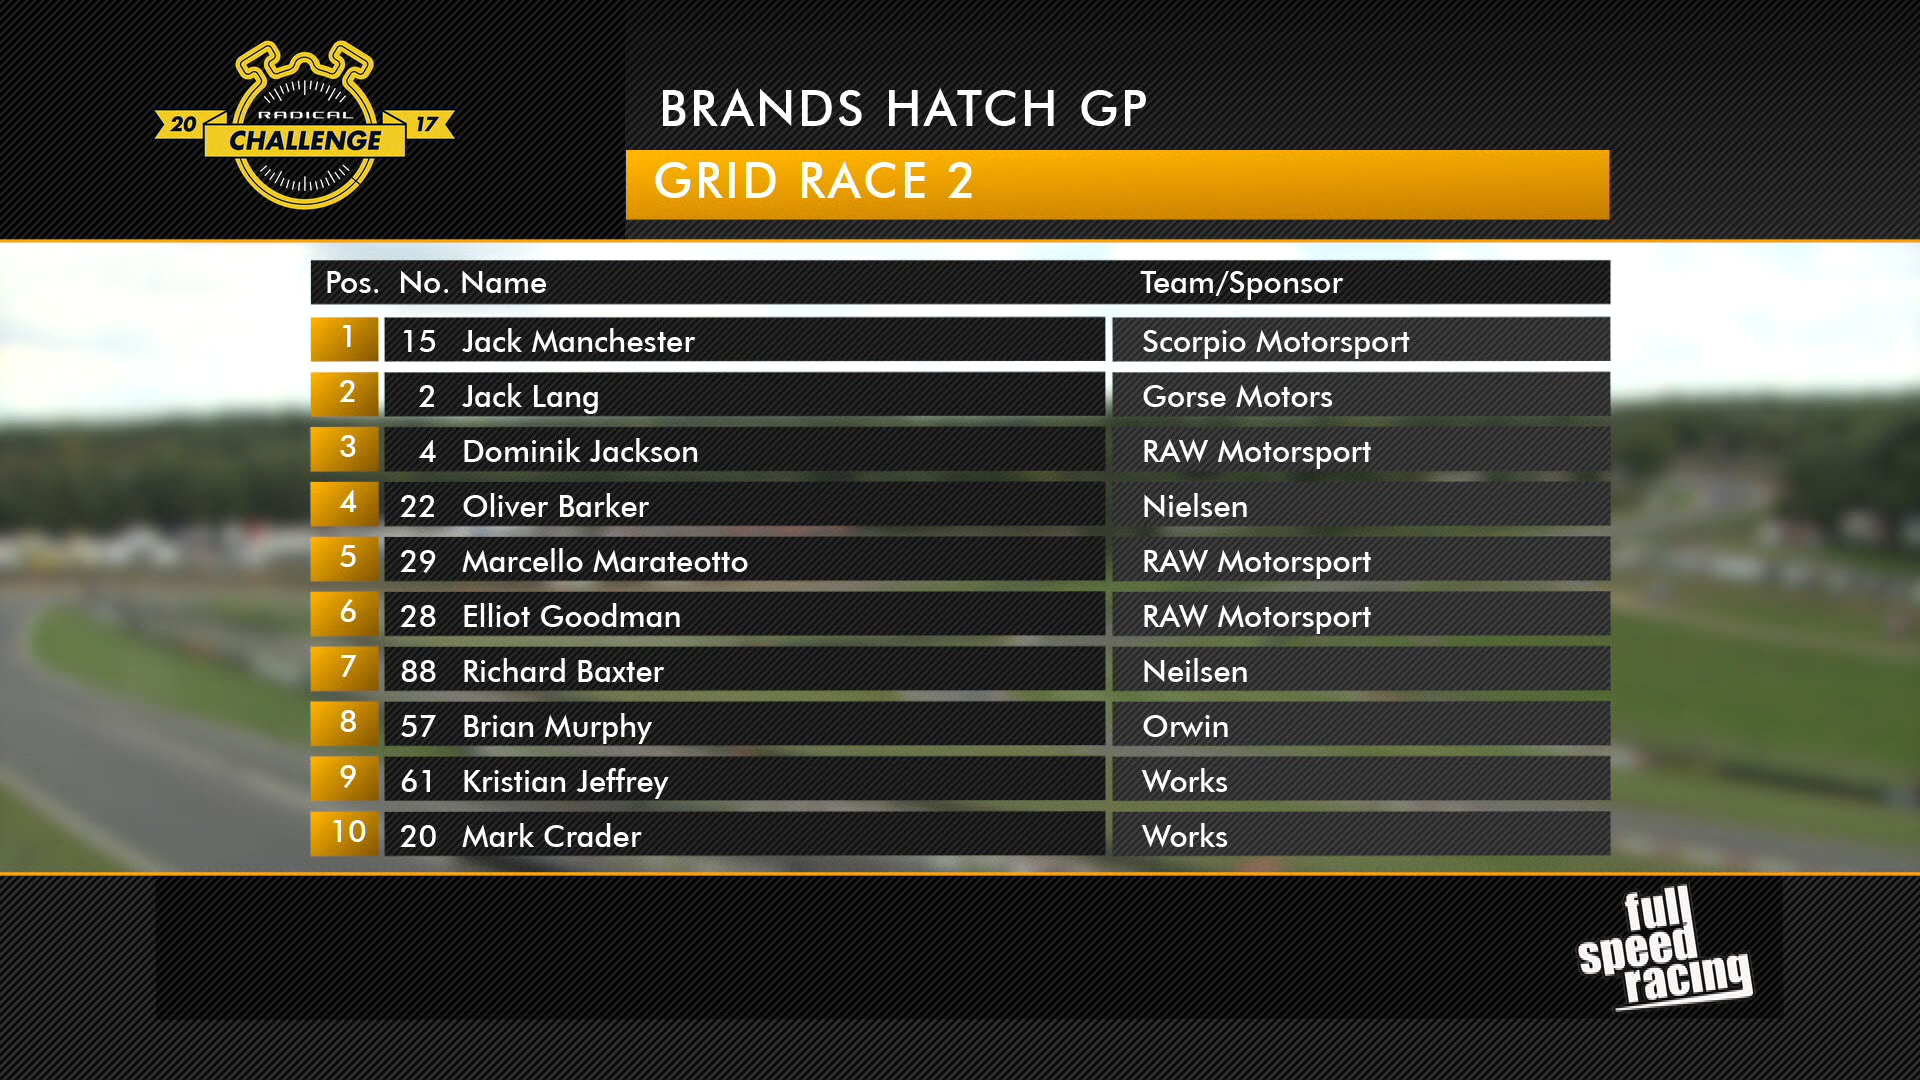 20 RADICAL 17
CHALLENGE
BRANDS HATCH GP
GRID RACE 2
Pos. No. Name Team/Sponsor
1 15 Jack Manchester Scorpio Motorsport
2 2 Jack Lang Gorse Motors
3 4 Dominik Jackson RAW Motorsport
4 22 Oliver Barker Nielsen
5 29 Marcello Marateotto RAW Motorsport
6 28 Elliot Goodman RAW Motorsport
7 88 Richard Baxter Neilsen
8 57 Brian Murphy Orwin
9 61 Kristian Jeffrey Works
10 20 Mark Crader Works
full
speed
racing